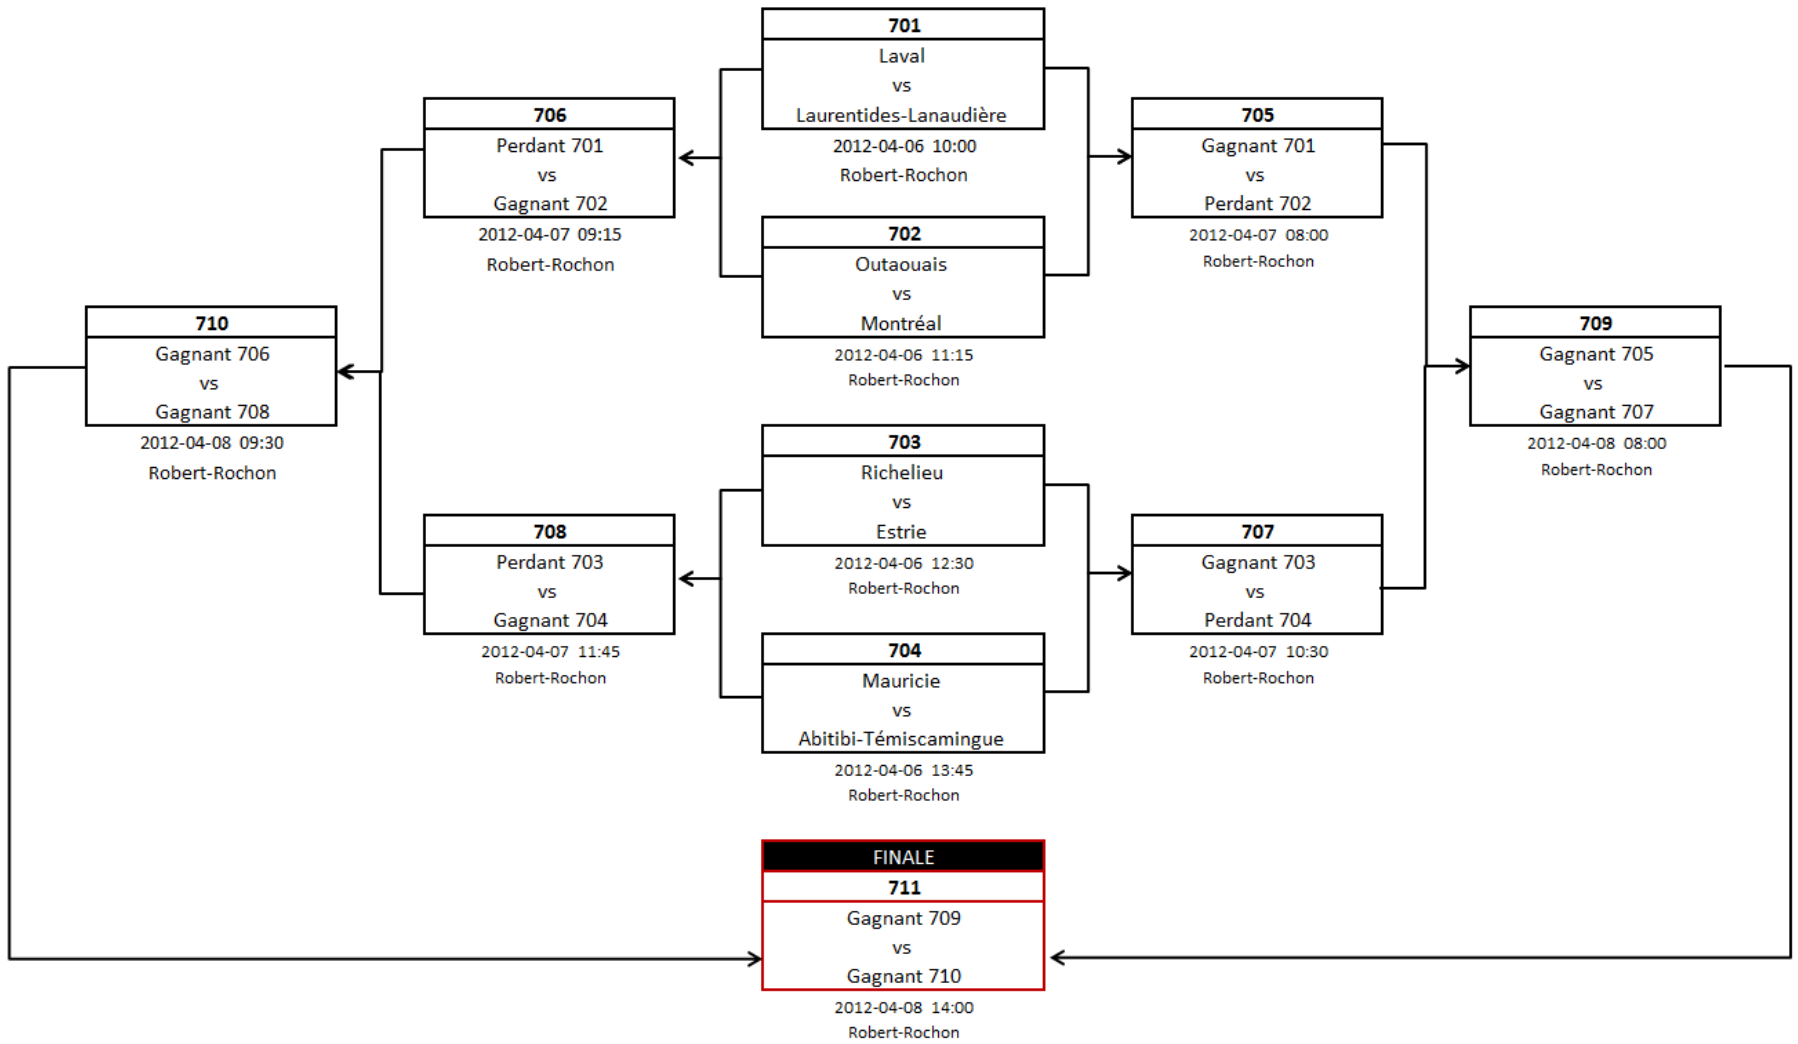 701
Laval
vs
Laurentides-Lanaudière
2012-04-06 10:00
Robert-Rochon
706
Perdant 701
vs
Gagnant 702
2012-04-07 09:15
Robert-Rochon
705
Gagnant 701
vs
Perdant 702
2012-04-07 08:00
Robert-Rochon
702
Outaouais
vs
Montréal
2012-04-06 11:15
Robert-Rochon
710
Gagnant 706
vs
Gagnant 708
2012-04-08 09:30
Robert-Rochon
709
Gagnant 705
vs
Gagnant 707
2012-04-08 08:00
Robert-Rochon
703
Richelieu
vs
Estrie
2012-04-06 12:30
Robert-Rochon
708
Perdant 703
vs
Gagnant 704
2012-04-07 11:45
Robert-Rochon
707
Gagnant 703
vs
Perdant 704
2012-04-07 10:30
Robert-Rochon
704
Mauricie
vs
Abitibi-Témiscamingue
2012-04-06 13:45
Robert-Rochon
FINALE
711
Gagnant 709
vs
Gagnant 710
2012-04-08 14:00
Robert-Rochon